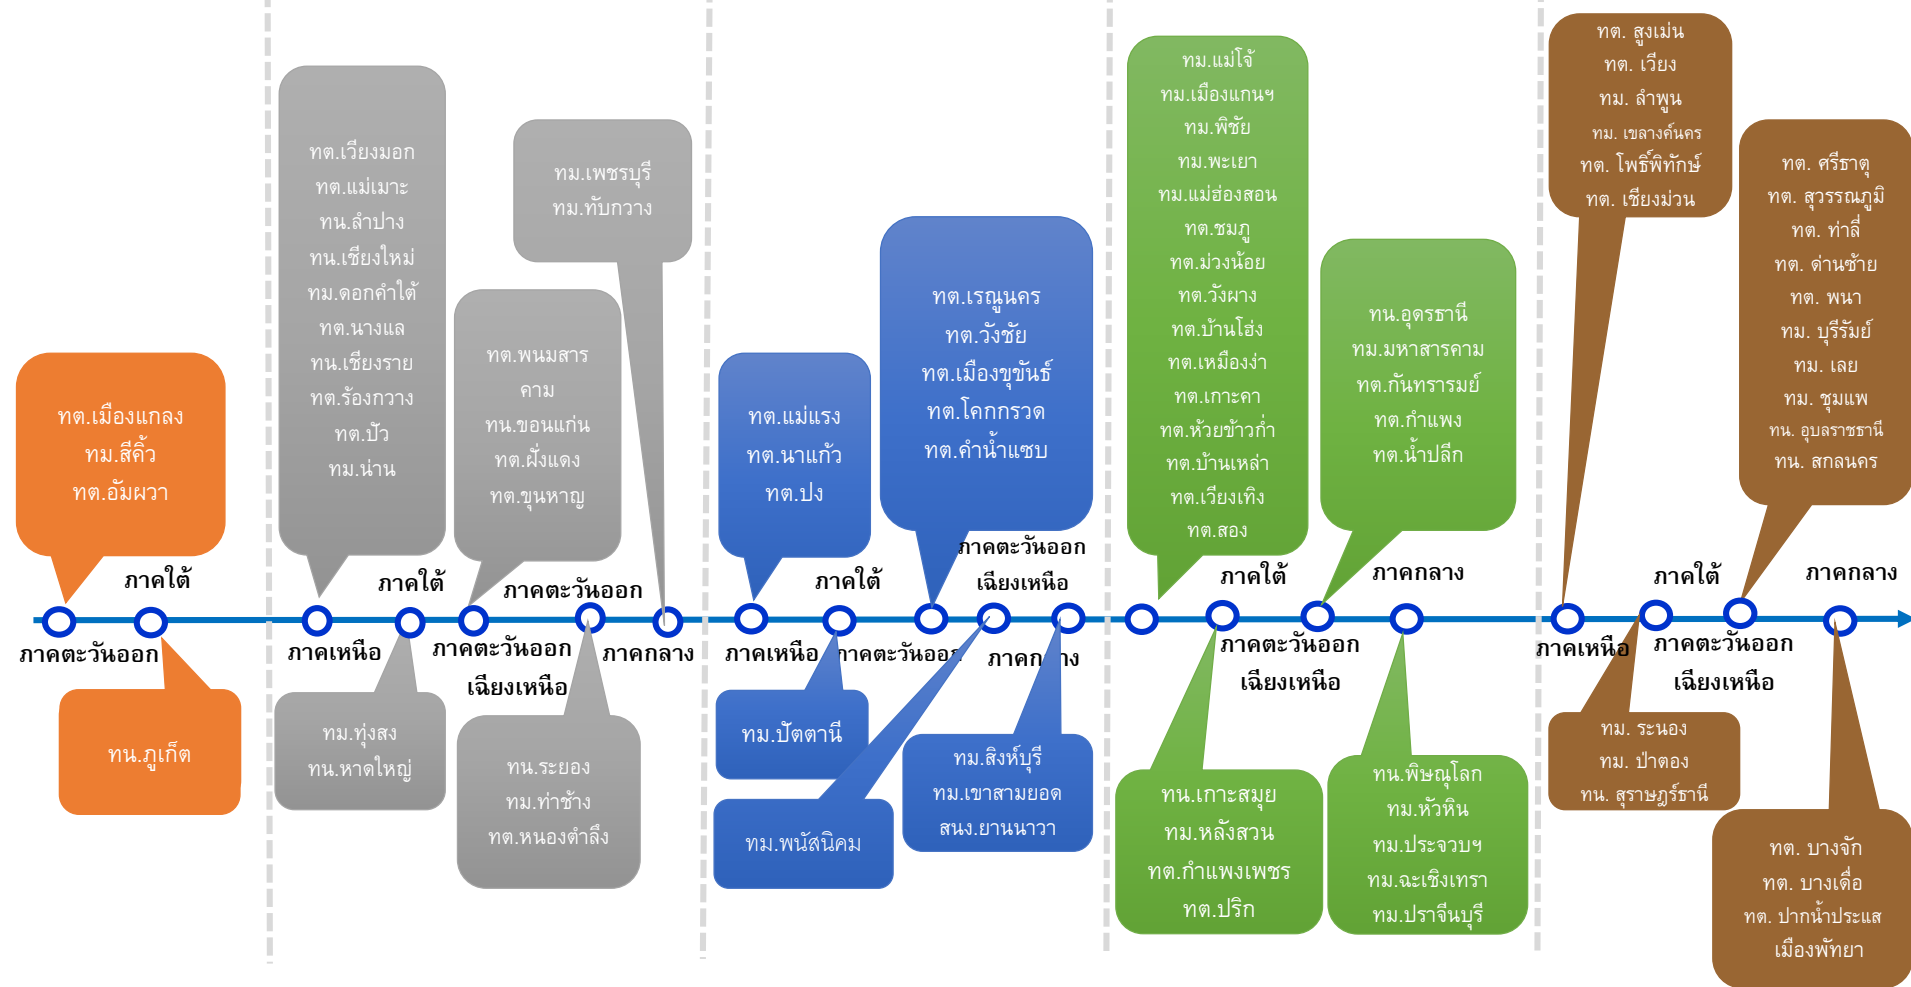 ทต.เมืองแกลง
ทม.สีคิ้ว
ทต.อัมผวา
ภาคใต้
ภาคตะวันออก
ทน.ภูเก็ต
ทต.เวียงมอก
ทต.แม่เมาะ
ทน.ลำปาง
ทน.เชียงใหม่
ทม.ดอกคำใต้
ทต.นางแล
ทน.เชียงราย
ทต.ร้องกวาง
ทต.ปัว
ทม.น่าน
ทม.เพชรบุรี
ทม.ทับกวาง
ทต.พนมสาร
คาม
ทน.ขอนแก่น
ทต.ฝั่งแดง
ทต.ขุนหาญ
ภาคใต้
ภาคตะวันออก
ภาคเหนือ
ภาคตะวันออก
เฉียงเหนือ
ภาคกลาง
ทม.ทุ่งสง
ทน.หาดใหญ่
ทน.ระยอง
ทม.ท่าช้าง
ทต.หนองตำลึง
ทต.แม่แรง
ทต.นาแก้ว
ทต.ปง
ทต.เรณูนคร
ทต.วังชัย
ทต.เมืองขุขันธ์
ทต.โคกกรวด
ทต.คำน้ำแซบ
ภาคใต้
ภาคตะวันออก
เฉียงเหนือ
ภาคเหนือ
ภาคตะวันออก
ภาคกลาง
ทม.ปัตตานี
ทม.พนัสนิคม
ทม.สิงห์บุรี
ทม.เขาสามยอด
สนง.ยานนาวา
ทม.แม่โจ้
ทม.เมืองแกนฯ
ทม.พิชัย
ทม.พะเยา
ทม.แม่ฮ่องสอน
ทต.ชมภู
ทต.ม่วงน้อย
ทต.วังผาง
ทต.บ้านโฮ่ง
ทต.เหมืองง่า
ทต.เกาะคา
ทต.ห้วยข้าวก่ำ
ทต.บ้านเหล่า
ทต.เวียงเทิง
ทต.สอง
ทน.อุดรธานี
ทม.มหาสารคาม
ทต.กันทรารมย์
ทต.กำแพง
ทต.น้ำปลีก
ภาคใต้
ภาคกลาง
ภาคตะวันออก
เฉียงเหนือ
ทน.เกาะสมุย
ทม.หลังสวน
ทต.กำแพงเพชร
ทต.ปริก
ทน.พิษณุโลก
ทม.หัวหิน
ทม.ประจวบฯ
ทม.ฉะเชิงเทรา
ทม.ปราจีนบุรี
ทต. สูงเม่น
ทต. เวียง
ทม. ลำพูน
ทม. เขลางค์นคร
ทต. โพธิ์พิทักษ์
ทต. เชียงม่วน
ทต. ศรีธาตุ
ทต. สุวรรณภูมิ
ทต. ท่าลี่
ทต. ด่านซ้าย
ทต. พนา
ทม. บุรีรัมย์
ทม. เลย
ทม. ชุมแพ
ทน. อุบลราชธานี
ทน. สกลนคร
ภาคใต้
ภาคกลาง
ภาคเหนือ
ภาคตะวันออก
เฉียงเหนือ
ทม. ระนอง
ทม. ป่าตอง
ทน. สุราษฎร์ธานี
ทต. บางจัก
ทต. บางเดื่อ
ทต. ปากน้ำประแส
เมืองพัทยา